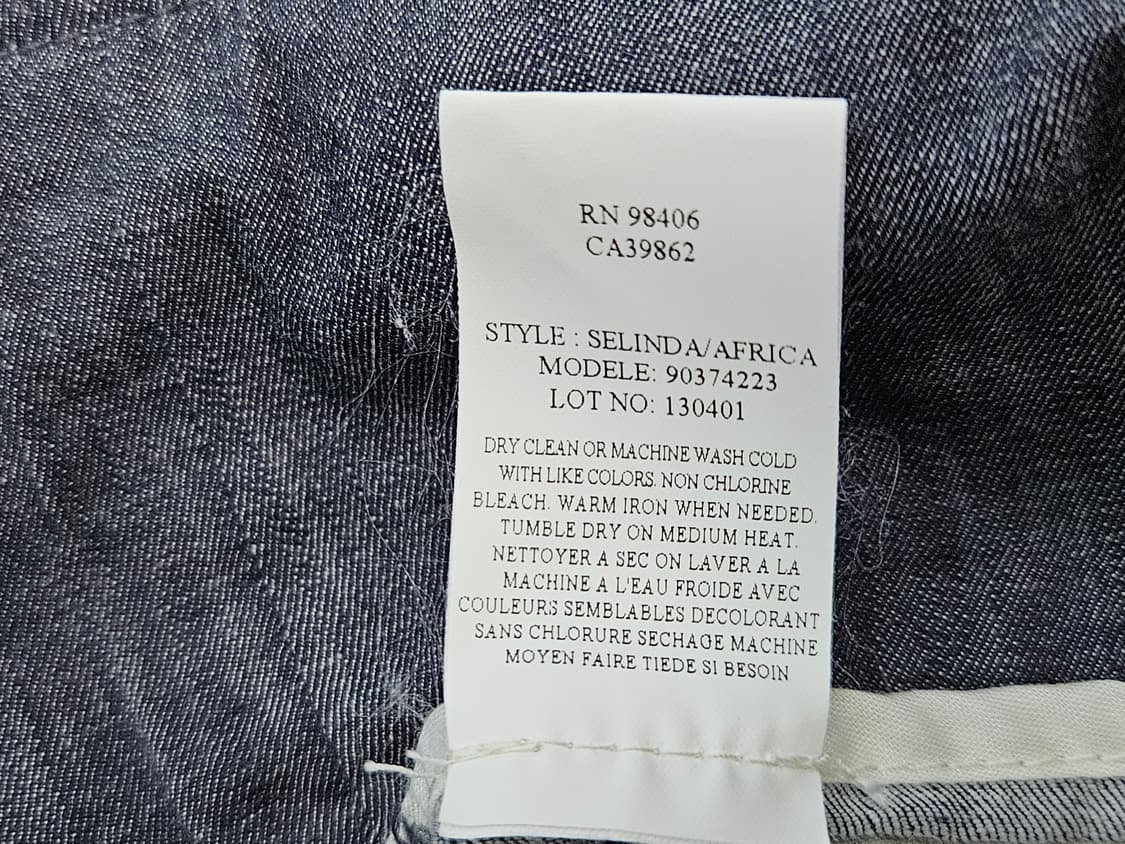 RN 98406
CA39862
STYLE : SELINDA/AFRICA
MODELE: 90374223
LOT NO: 130401
DRY CLEAN OR MACHINE WASH COLD
WITH LIKE COLORS. NON CHLORINE
BLEACH. WARM IRON WHEN NEEDED.
TUMBLE DRY ON MEDIUM HEAT.
NETTOYER A SEC ON LAVER A LA
MACHINE A L'EAU FROIDE AVEC
COULEURS SEMBLABLES DECOLORANT
SANS CHLORURE SECHAGE MACHINE
MOYEN FAIRE TIEDE SI BESOIN